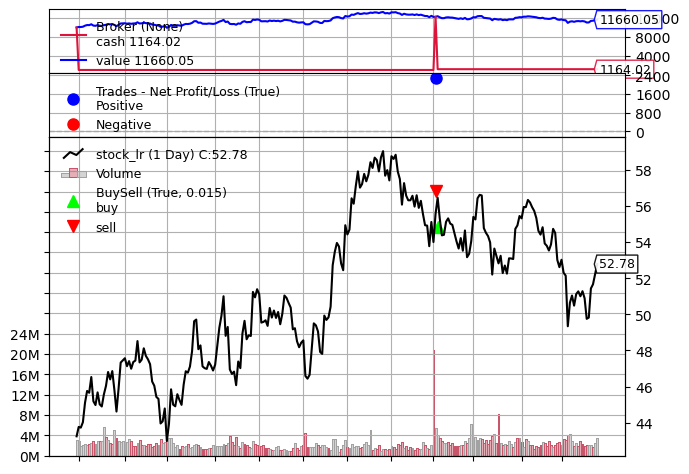 Broker (None)
cash 1164.02
value 11660.05
11660.05
8000
4000
1164.02
2400
1600
800
0
Trades - Net Profit/Loss (True)
Positive
Negative
stock_lr (1 Day) C:52.78
Volume
BuySell (True, 0.015)
buy
sell
58
56
54
52.78
52
50
48
46
44
24M
20M
16M
12M
8M
4M
0M